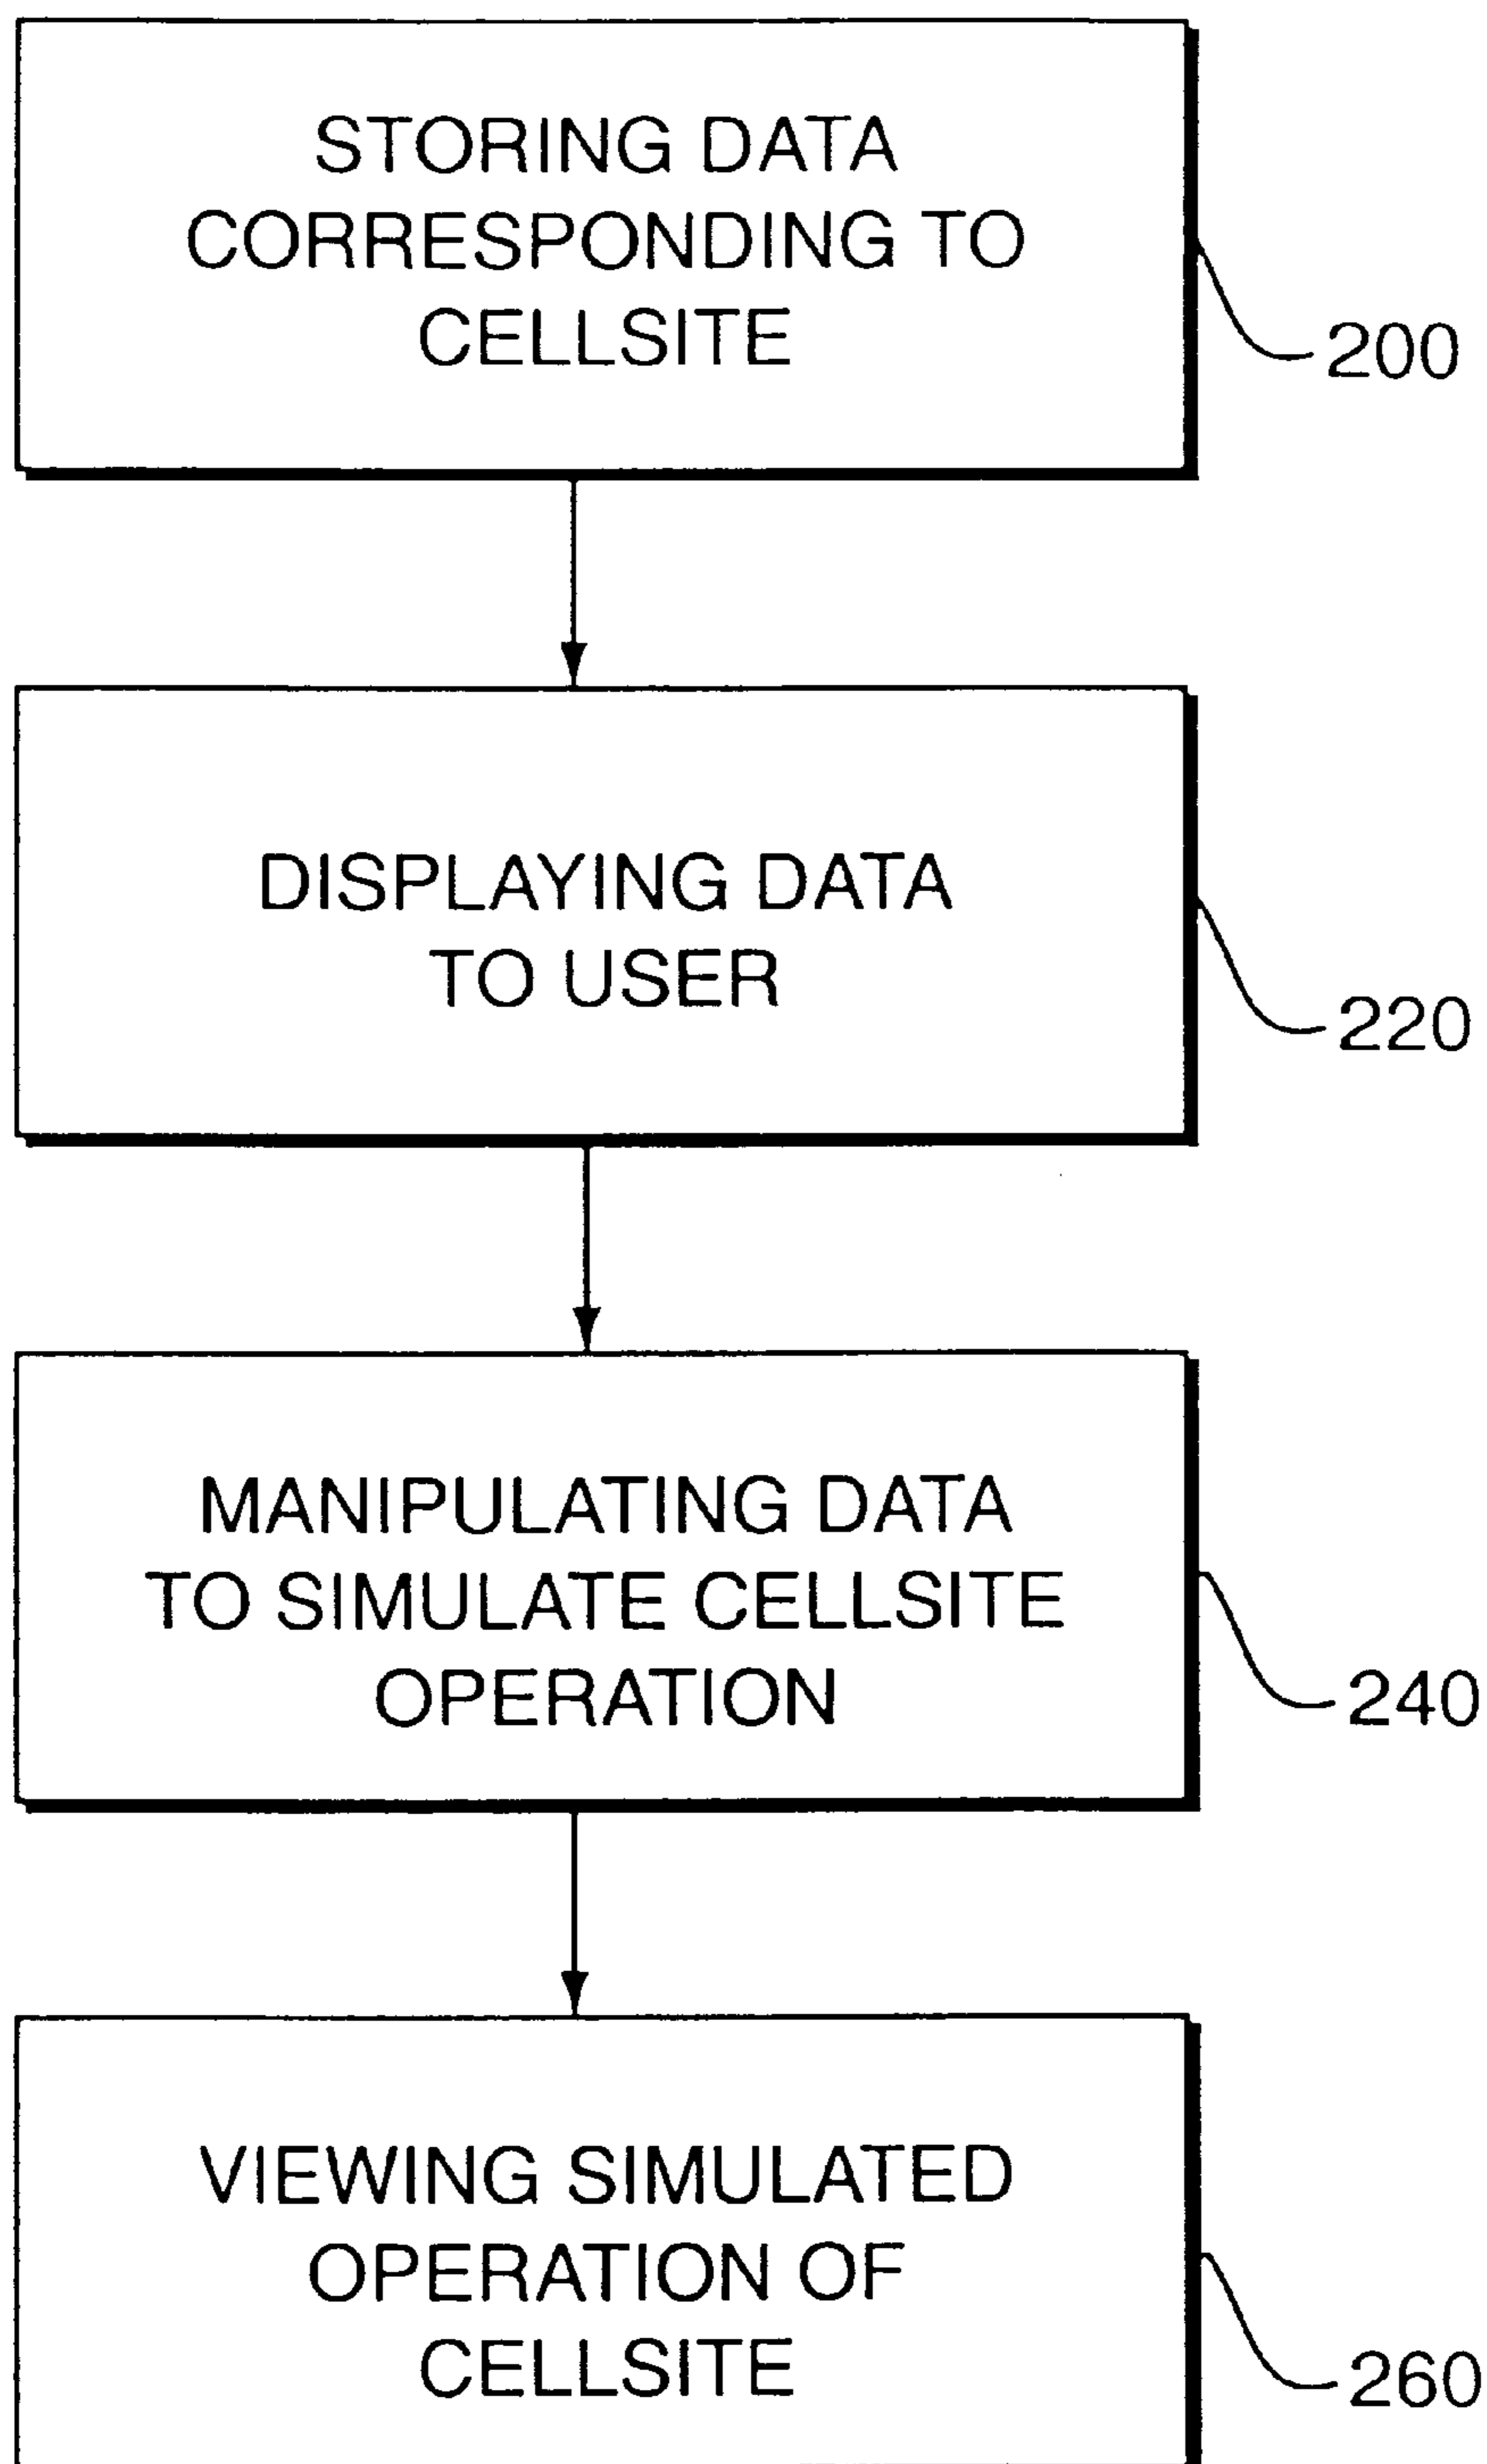 STORING DATA
CORRESPONDING TO
CELLSITE
200
DISPLAYING DATA
TO USER
220
MANIPULATING DATA
TO SIMULATE CELLSITE
OPERATION
240
VIEWING SIMULATED
OPERATION OF
CELLSITE
260